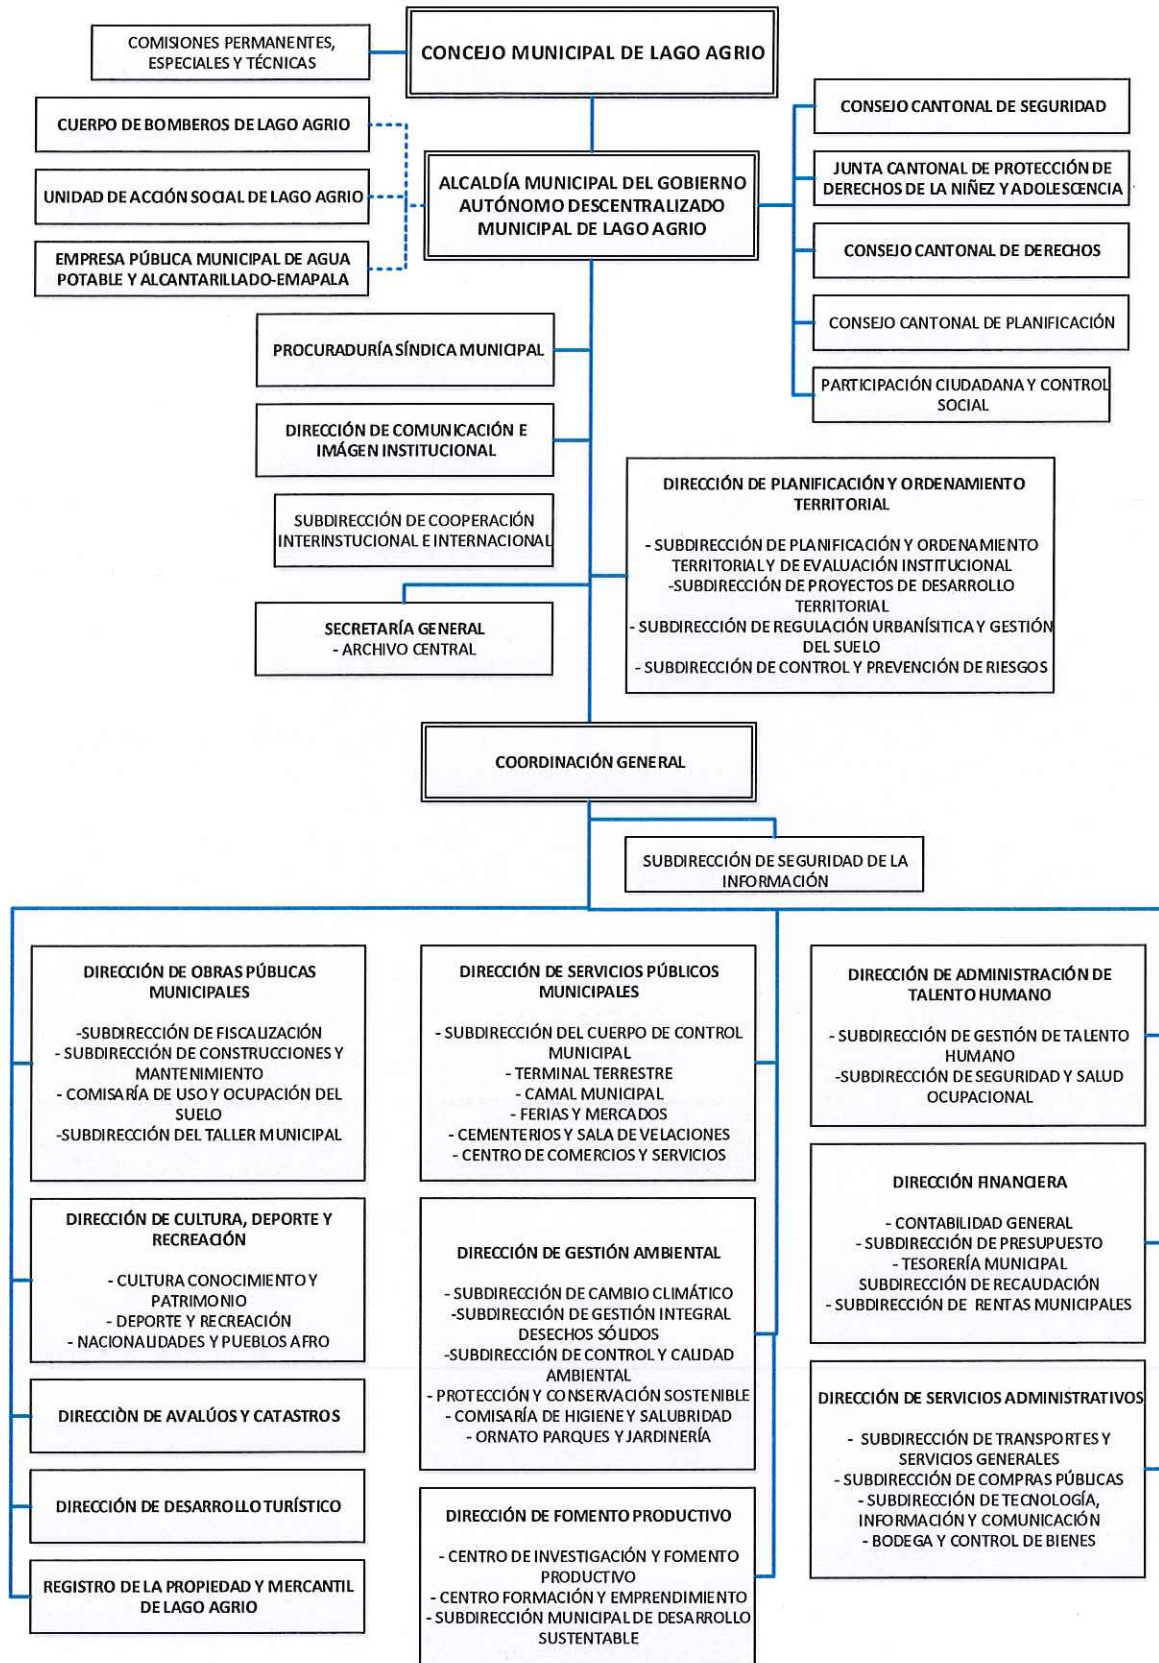 COMISIONES PERMANENTES,
ESPECIALES Y TÉCNICAS
CONCEJO MUNICIPAL DE LAGO AGRIO
CUERPO DE BOMBEROS DE LAGO AGRIO
UNIDAD DE ACCIÓN SOCIAL DE LAGO AGRIO
EMPRESA PÚBLICA MUNICIPAL DE AGUA
POTABLE Y ALCANTARILLADO-EMAPALA
ALCALDÍA MUNICIPAL DEL GOBIERNO
AUTÓNOMO DESCENTRALIZADO
MUNICIPAL DE LAGO AGRIO
CONSEJO CANTONAL DE SEGURIDAD
JUNTA CANTONAL DE PROTECCIÓN DE
DERECHOS DE LA NIÑEZ Y ADOLESCENCIA
CONSEJO CANTONAL DE DERECHOS
CONSEJO CANTONAL DE PLANIFICACIÓN
PARTICIPACIÓN CIUDADANA Y CONTROL
SOCIAL
PROCURADURÍA SÍNDICA MUNICIPAL
DIRECCIÓN DE COMUNICACIÓN E
IMÁGEN INSTITUCIONAL
SUBDIRECCIÓN DE COOPERACIÓN
INTERINSTUCIONAL E INTERNACIONAL
SECRETARÍA GENERAL
- ARCHIVO CENTRAL
DIRECCIÓN DE PLANIFICACIÓN Y ORDENAMIENTO
TERRITORIAL
- SUBDIRECCIÓN DE PLANIFICACIÓN Y ORDENAMIENTO
TERRITORIAL Y DE EVALUACIÓN INSTITUCIONAL
-SUBDIRECCIÓN DE PROYECTOS DE DESARROLLO
TERRITORIAL
- SUBDIRECCIÓN DE REGULACIÓN URBANÍSITICA Y GESTIÓN
DEL SUELO
- SUBDIRECCIÓN DE CONTROL Y PREVENCIÓN DE RIESGOS
COORDINACIÓN GENERAL
SUBDIRECCIÓN DE SEGURIDAD DE LA
INFORMACIÓN
DIRECCIÓN DE OBRAS PÚBLICAS
MUNICIPALES
-SUBDIRECCIÓN DE FISCALIZACIÓN
- SUBDIRECCIÓN DE CONSTRUCCIONES Y
MANTENIMIENTO
- COMISARÍA DE USO Y OCUPACIÓN DEL
SUELO
-SUBDIRECCIÓN DEL TALLER MUNICIPAL
DIRECCIÓN DE CULTURA, DEPORTE Y
RECREACIÓN
- CULTURA CONOCIMIENTO Y
PATRIMONIO
- DEPORTE Y RECREACIÓN
- NACIONALIDADES Y PUEBLOS AFRO
DIRECCIÒN DE AVALÚOS Y CATASTROS
DIRECCIÓN DE DESARROLLO TURÍSTICO
REGISTRO DE LA PROPIEDAD Y MERCANTIL
DE LAGO AGRIO
DIRECCIÓN DE SERVICIOS PÚBLICOS
MUNICIPALES
- SUBDIRECCIÓN DEL CUERPO DE CONTROL
MUNICIPAL
- TERMINAL TERRESTRE
- CAMAL MUNICIPAL
- FERIAS Y MERCADOS
- CEMENTERIOS Y SALA DE VELACIONES
- CENTRO DE COMERCIOS Y SERVICIOS
DIRECCIÓN DE GESTIÓN AMBIENTAL
- SUBDIRECCIÓN DE CAMBIO CLIMÁTICO
-SUBDIRECCIÓN DE GESTIÓN INTEGRAL
DESECHOS SÓLIDOS
-SUBDIRECCIÓN DE CONTROL Y CALIDAD
AMBIENTAL
- PROTECCIÓN Y CONSERVACIÓN SOSTENIBLE
- COMISARÍA DE HIGIENE Y SALUBRIDAD
- ORNATO PARQUES Y JARDINERÍA
DIRECCIÓN DE FOMENTO PRODUCTIVO
- CENTRO DE INVESTIGACIÓN Y FOMENTO
PRODUCTIVO
- CENTRO FORMACIÓN Y EMPRENDIMIENTO
- SUBDIRECCIÓN MUNICIPAL DE DESARROLLO
SUSTENTABLE
DIRECCIÓN DE ADMINISTRACIÓN DE
TALENTO HUMANO
- SUBDIRECCIÓN DE GESTIÓN DE TALENTO
HUMANO
-SUBDIRECCIÓN DE SEGURIDAD Y SALUD
OCUPACIONAL
DIRECCIÓN FINANCIERA
- CONTABILIDAD GENERAL
- SUBDIRECCIÓN DE PRESUPUESTO
- TESORERÍA MUNICIPAL
SUBDIRECCIÓN DE RECAUDACIÓN
- SUBDIRECCIÓN DE RENTAS MUNICIPALES
DIRECCIÓN DE SERVICIOS ADMINISTRATIVOS
- SUBDIRECCIÓN DE TRANSPORTES Y
SERVICIOS GENERALES
- SUBDIRECCIÓN DE COMPRAS PÚBLICAS
- SUBDIRECCIÓN DE TECNOLOGÍA,
INFORMACIÓN Y COMUNICACIÓN
- BODEGA Y CONTROL DE BIENES